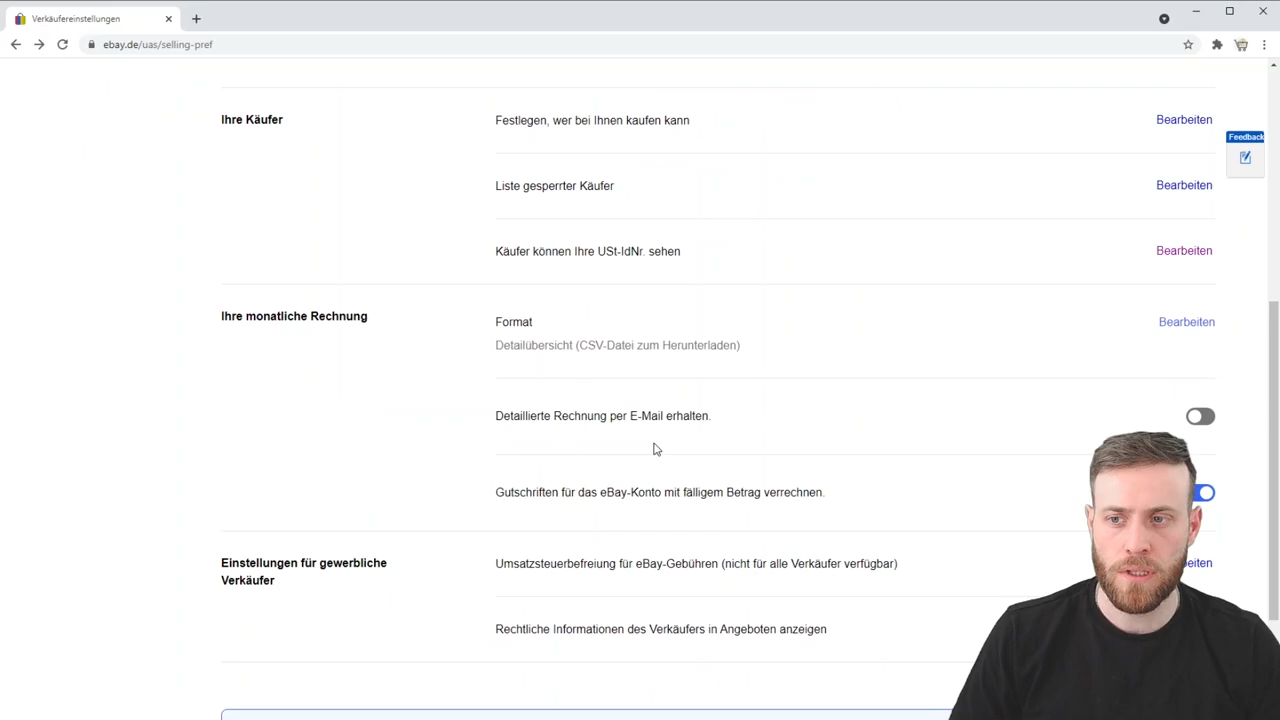 Verkäufereinstellungen
ebay.de/uas/selling-pref
Ihre Käufer
Festlegen, wer bei Ihnen kaufen kann
Bearbeiten
Feedback
Liste gesperrter Käufer
Bearbeiten
Käufer können Ihre USt-IdNr. sehen
Bearbeiten
Ihre monatliche Rechnung
Format
Bearbeiten
Detailübersicht (CSV-Datei zum Herunterladen)
Detaillierte Rechnung per E-Mail erhalten.
Gutschriften für das eBay-Konto mit fälligem Betrag verrechnen.
Einstellungen für gewerbliche
Verkäufer
Umsatzsteuerbefreiung für eBay-Gebühren (nicht für alle Verkäufer verfügbar)
Rechtliche Informationen des Verkäufers in Angeboten anzeigen